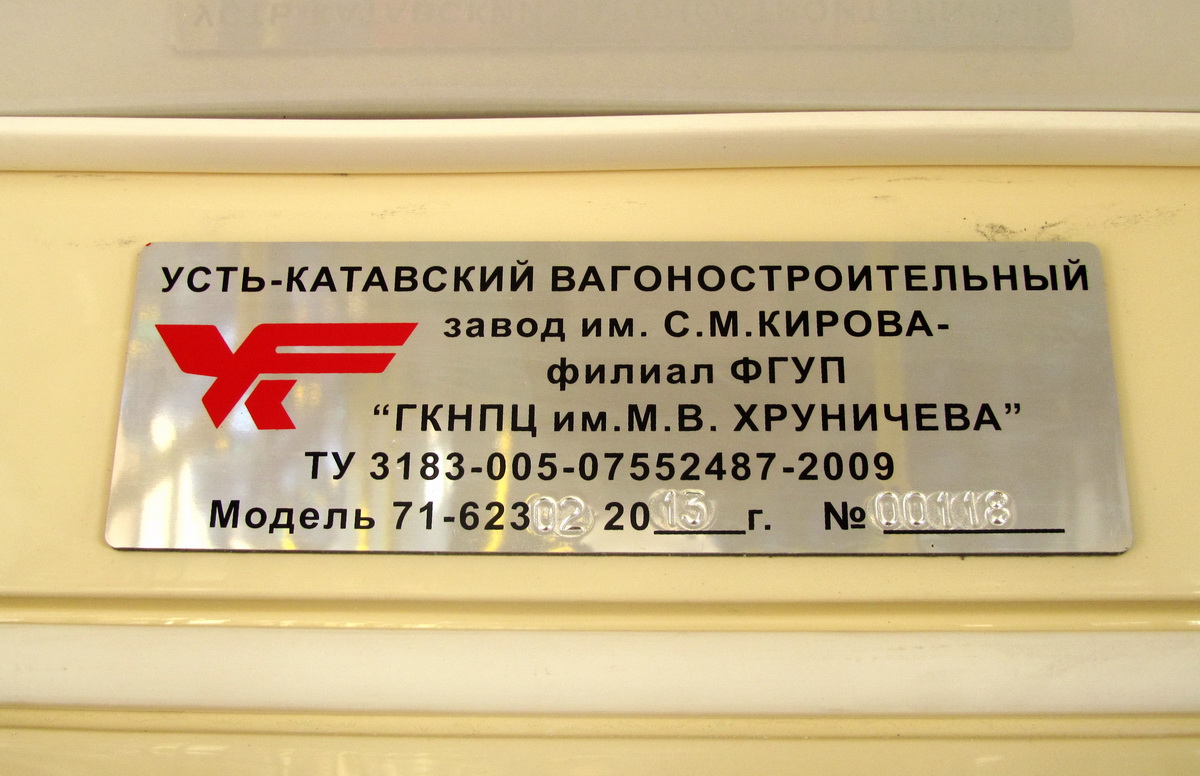 УСТЬ-КАТАВСКИЙ ВАГОНОСТРОИТЕЛЬНЫЙ
завод им. С.М.КИРОВА-
филиал ФГУП
“ГКНПЦ им.М.В. ХРУНИЧЕВА”
ТУ 3183-005-07552487-2009
Модель 71-62302 2013 г. № 00118